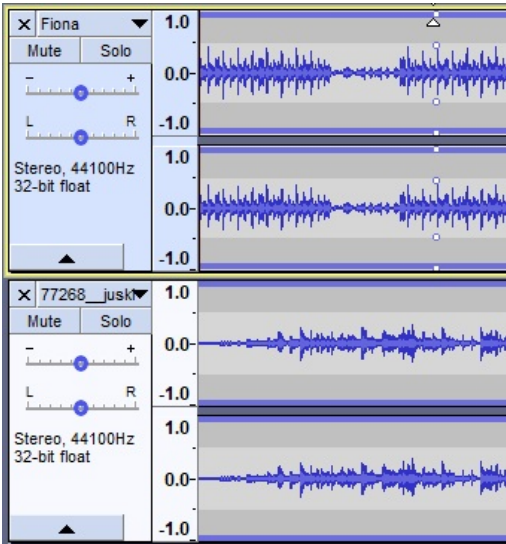 × Fiona
Mute Solo
- +
L R
Stereo, 44100Hz
32-bit float
1.0
0.0-
-1.0
1.0
0.0-
-1.0
× 77268__juski
Mute Solo
- +
L R
Stereo, 44100Hz
32-bit float
1.0
0.0-
-1.0
1.0
0.0-
-1.0